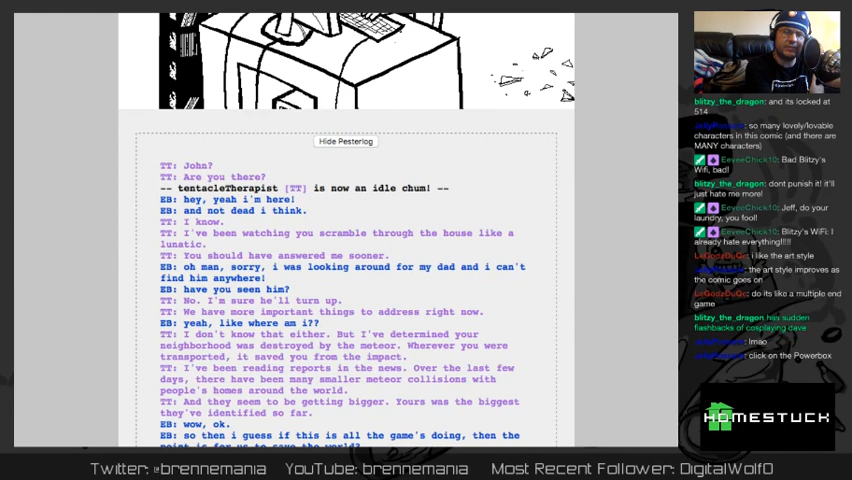 Hide Pesterlog
TT: John?
TT: Are you there?
-- tentacleTherapist [TT] is now an idle chum! --
EB: hey, yeah i'm here!
EB: and not dead i think.
TT: I know.
TT: I've been watching you scramble through the house like a
lunatic.
TT: You should have answered me sooner.
EB: oh man, sorry, i was looking around for my dad and i can't
find him anywhere!
EB: have you seen him?
TT: No. I'm sure he'll turn up.
TT: We have more important things to address right now.
EB: yeah, like where am i??
TT: I don't know that either. But I've determined your
neighborhood was destroyed by the meteor. Wherever you were
transported, it saved you from the impact.
TT: I've been reading reports in the news. Over the last few
days, there have been many smaller meteor collisions with
people's homes around the world.
TT: And they seem to be getting bigger. Yours was the biggest
they've identified so far.
EB: wow, ok.
EB: so then i guess if this is all the game's doing, then the
point is for us to save the world?
blitzy_the_dragon: and its locked at
514
so many lovely/lovable
characters in this comic (and there are
MANY characters)
EeveeChick10: Bad Blitzy's
Wifi, bad!
blitzy_the_dragon: dont punish it! it'll
just hate me more!
EeveeChick10: Jeff, do your
laundry, you fool!
EeveeChick10: Blitzy's WiFi: I
already hate everything!!!!!
i like the art style
the art style improves as
the comic goes on
do its like a multiple end
game
blitzy_the_dragon has sudden
flashbacks of cosplaying dave
lmao
click on the Powerbox
HOMESTUCK
Twitter: @brennemania YouTube: brennemania Most Recent Follower: DigitalWolf0